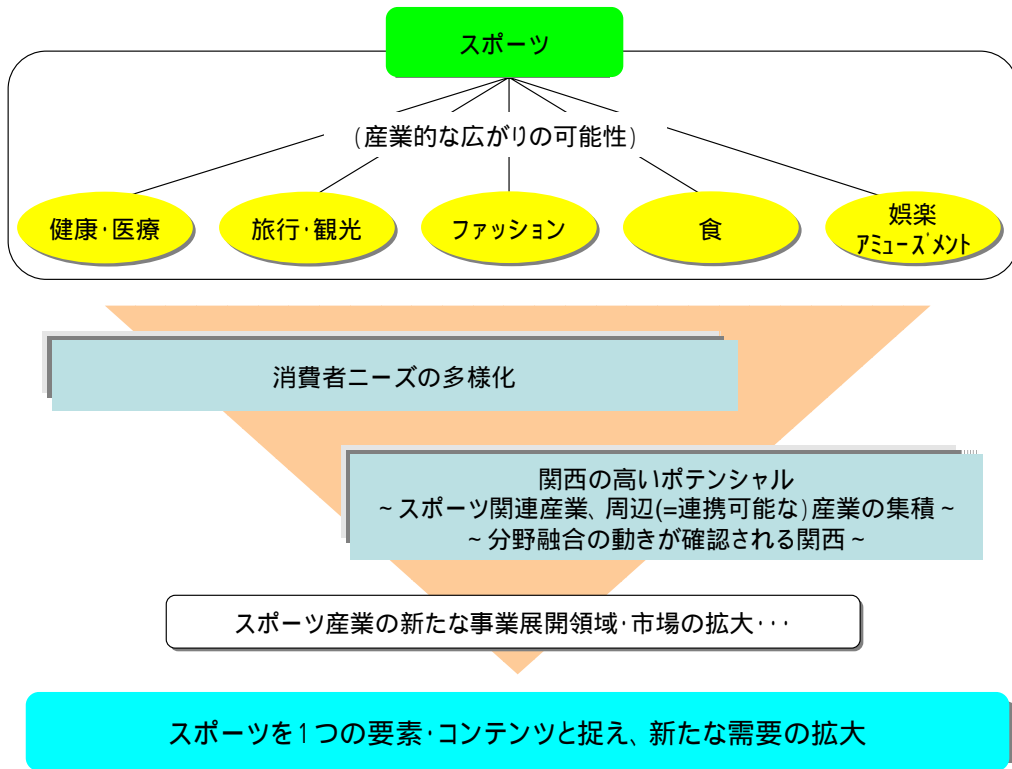 スポーツ
(産業的な広がりの可能性)
健康･医療
旅行･観光
ファッション
食
娯楽
ｱﾐｭｰｽﾞﾒﾝﾄ
消費者ニーズの多様化
関西の高いポテンシャル
~スポーツ関連産業、周辺(=連携可能な)産業の集積~
~分野融合の動きが確認される関西~
スポーツ産業の新たな事業展開領域･市場の拡大･･･
スポーツを1つの要素･コンテンツと捉え、新たな需要の拡大